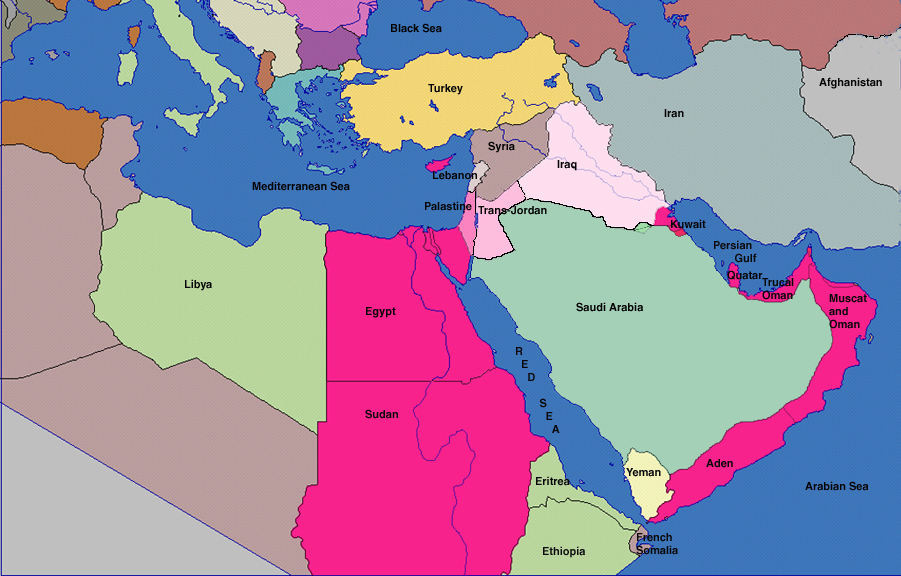 Black Sea
Turkey
Afghanistan
Iran
Syria
Iraq
Lebanon
Mediterranean Sea
Palastine
Trans-Jordan
Kuwait
Persian
Gulf
Quatar
Trucal
Oman
Libya
Egypt
Saudi Arabia
Muscat
and
Oman
R
E
D
S
E
A
Sudan
Aden
Yeman
Eritrea
Arabian Sea
French
Somalia
Ethiopia